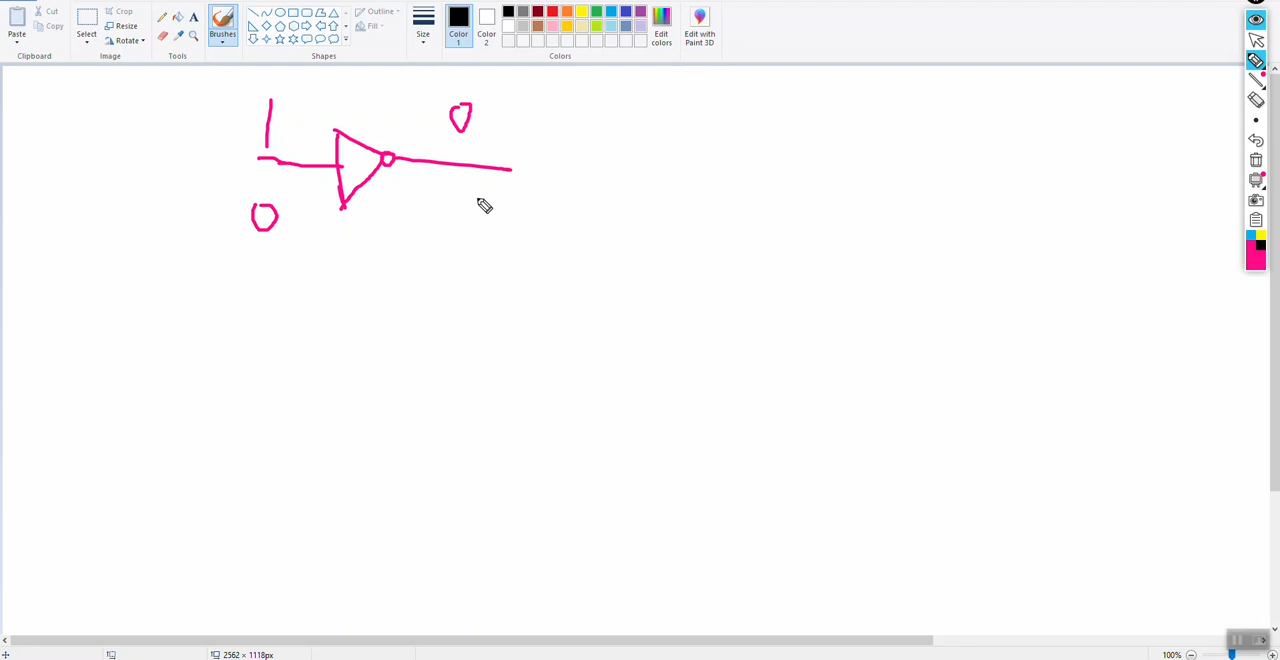 Paste
Cut
Copy
Clipboard
Select
Crop
Resize
Rotate
Image
Tools
Brushes
Shapes
Outline
Fill
Size
Color 1
Color 2
Colors
Edit colors
Edit with Paint 3D
1
0
0
2562 × 1118px
100%